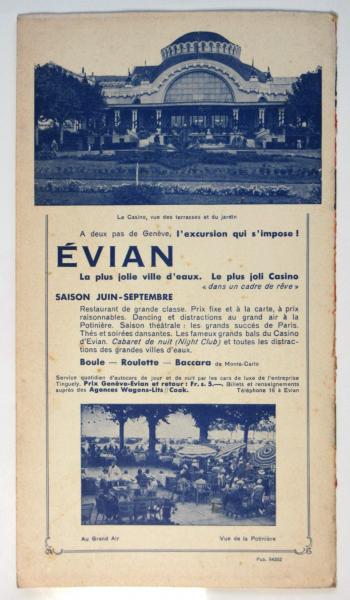 Le Casino, vue des terrasses et du jardin
A deux pas de Genève, l'excursion qui s'impose !
ÉVIAN
La plus jolie ville d'eaux. Le plus joli Casino
« dans un cadre de rêve »
SAISON JUIN-SEPTEMBRE
Restaurant de grande classe. Prix fixe et à la carte, à prix
raisonnables. Dancing et distractions au grand air à la
Potinière. Saison théâtrale : les grands succès de Paris.
Thés et soirées dansantes. Les fameux grands bals du Casino
d'Evian. Cabaret de nuit (Night Club) et toutes les distrac-
tions des grandes villes d'eaux.
Boule — Roulette — Baccara de Monte-Carlo
Service quotidien d'autocars de jour et de nuit par les cars de luxe de l'entreprise
Tinguely. Prix Genève-Evian et retour : Fr. s. 5.—. Billets et renseignements
auprès des Agences Wagons-Lits // Cook. Téléphone 16 à Evian
Au Grand Air Vue de la Potinière
Pub. 54252